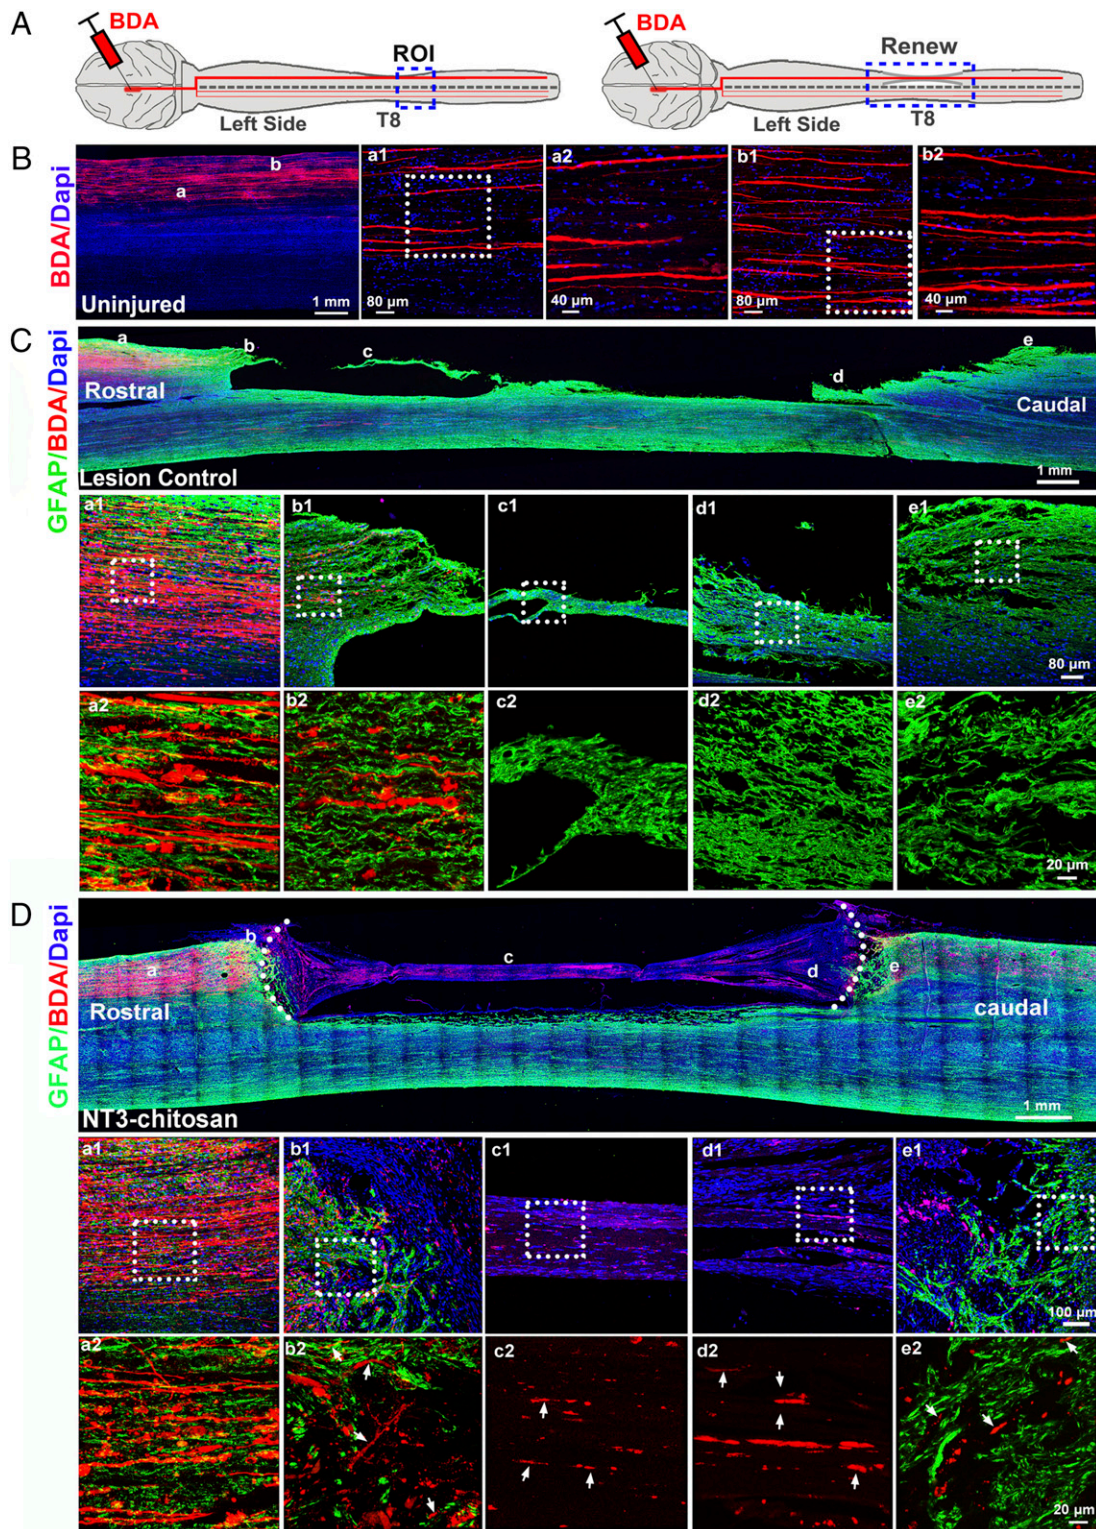 A
BDA
ROI
Left Side
T8
BDA
Renew
Left Side
T8
B
BDA/Dapi
a
b
Uninjured
1 mm
a1
80 µm
a2
40 µm
b1
80 µm
b2
40 µm
C
GFAP/BDA/Dapi
a
b
c
d
e
Rostral
Caudal
Lesion Control
1 mm
a1
b1
c1
d1
e1
80 µm
a2
b2
c2
d2
e2
20 µm
D
GFAP/BDA/Dapi
a
b
c
d
e
Rostral
caudal
NT3-chitosan
1 mm
a1
b1
c1
d1
e1
100 µm
a2
b2
c2
d2
e2
20 µm